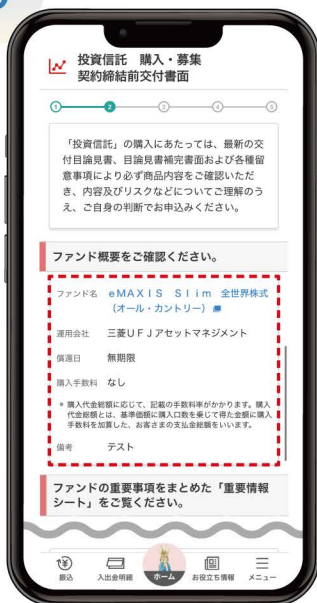 投資信託 購入・募集
契約締結前交付書面
1 2 3 4 5
「投資信託」の購入にあたっては、最新の交
付目論見書、目論見書補完書面および各種留
意事項により必ず商品内容をご確認いただ
き、内容及びリスクなどについてご理解のう
え、ご自身の判断でお申込みください。
ファンド概要をご確認ください。
ファンド名 eMAXIS Slim 全世界株式
(オール・カントリー)
運用会社 三菱UFJアセットマネジメント
償還日 無期限
購入手数料 なし
* 購入代金総額に応じて、記載の手数料率がかかります。購入
代金総額とは、基準価額に購入口数を乗じて得た金額に購入
手数料を加算した、お客さまの支払金総額をいいます。
備考 テスト
ファンドの重要事項をまとめた「重要情報
シート」をご覧ください。
振込 入出金明細 ホーム お役立ち情報 メニュー